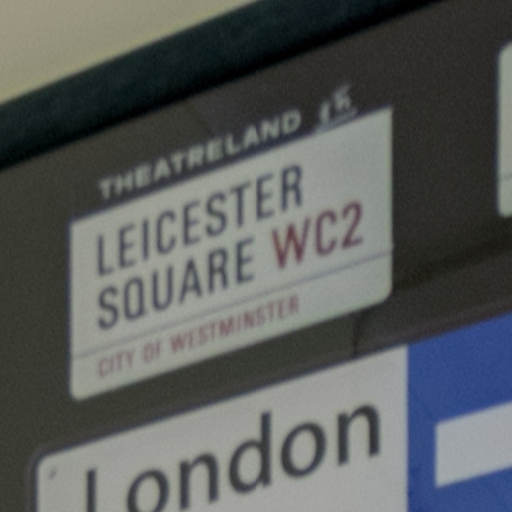 THEATRELAND
LEICESTER
SQUARE WC2
CITY OF WESTMINSTER
London